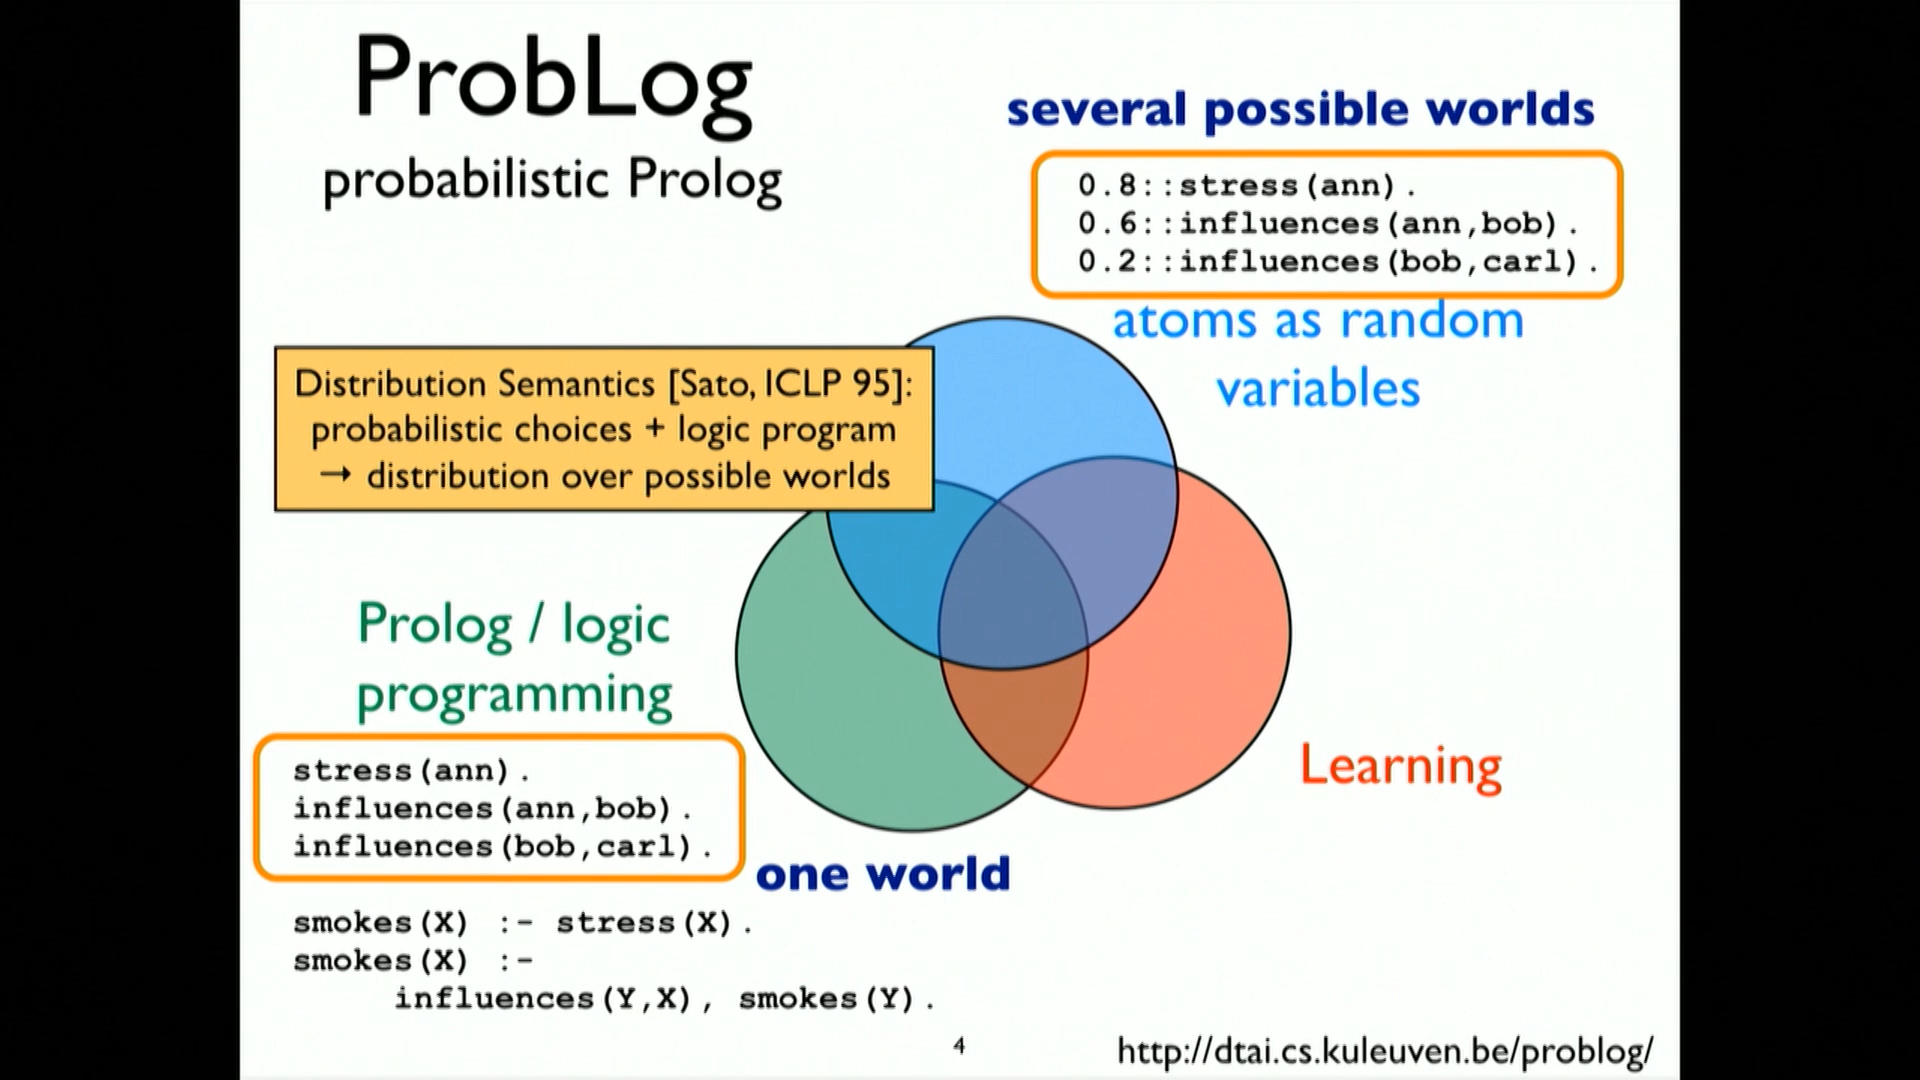 ProbLog
probabilistic Prolog
several possible worlds
0.8::stress(ann).
0.6::influences(ann,bob).
0.2::influences(bob,carl).
atoms as random
variables
Distribution Semantics [Sato, ICLP 95]:
probabilistic choices + logic program
→ distribution over possible worlds
Prolog / logic
programming
stress(ann).
influences(ann,bob).
influences(bob,carl).
one world
Learning
smokes(X) :- stress(X).
smokes(X) :-
influences(Y,X), smokes(Y).
4
http://dtai.cs.kuleuven.be/problog/